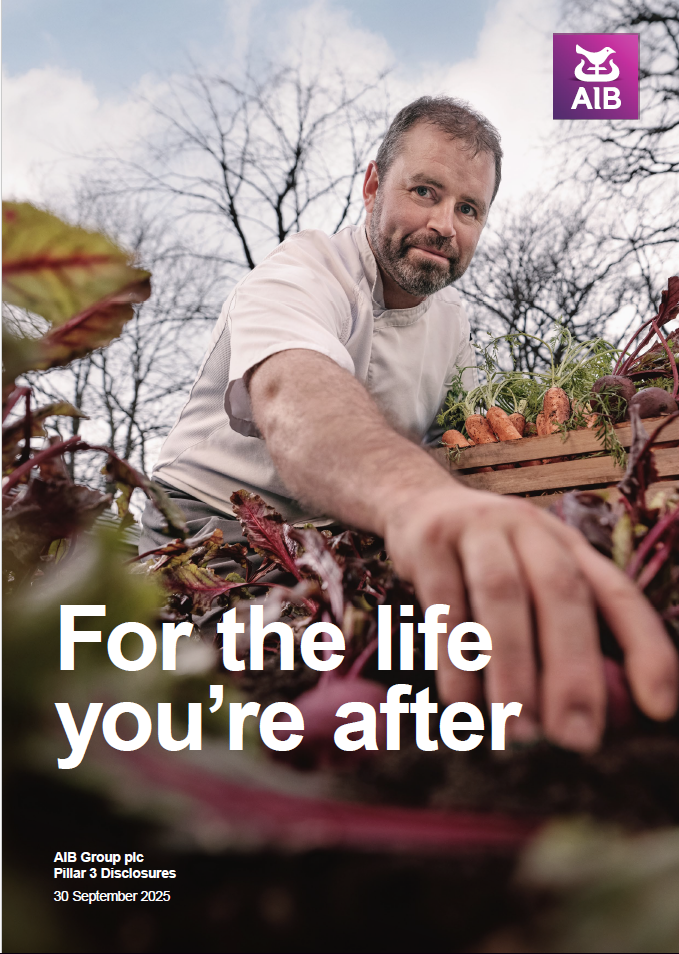 AIB
For the life
you're after
AIB Group plc
Pillar 3 Disclosures
30 September 2025